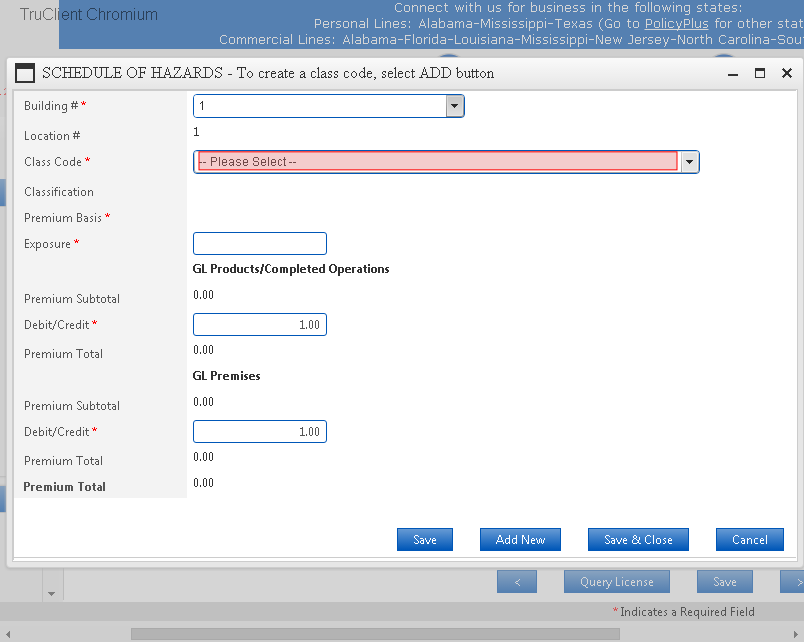 TruClient Chromium
Connect with us for business in the following states:
Personal Lines: Alabama-Mississippi-Texas (Go to PolicyPlus for other
Commercial Lines: Alabama-Florida-Louisiana-Mississippi-New Jersey-North
SCHEDULE OF HAZARDS - To create a class code, select ADD button
Building # * 1
Location # 1
Class Code * -- Please Select --
Classification
Premium Basis *
Exposure *
GL Products/Completed Operations
Premium Subtotal 0.00
Debit/Credit * 1.00
Premium Total 0.00
GL Premises
Premium Subtotal 0.00
Debit/Credit * 1.00
Premium Total 0.00
Premium Total 0.00
Save Add New Save & Close Cancel
< Query License Save >
* Indicates a Required Field